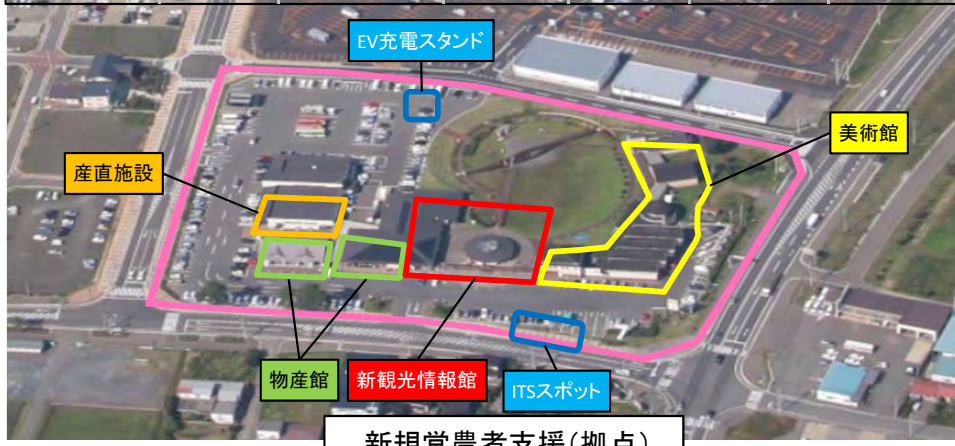 EV充電スタンド
美術館
産直施設
物産館
新観光情報館
ITSスポット
新規営農者支援(拠点)